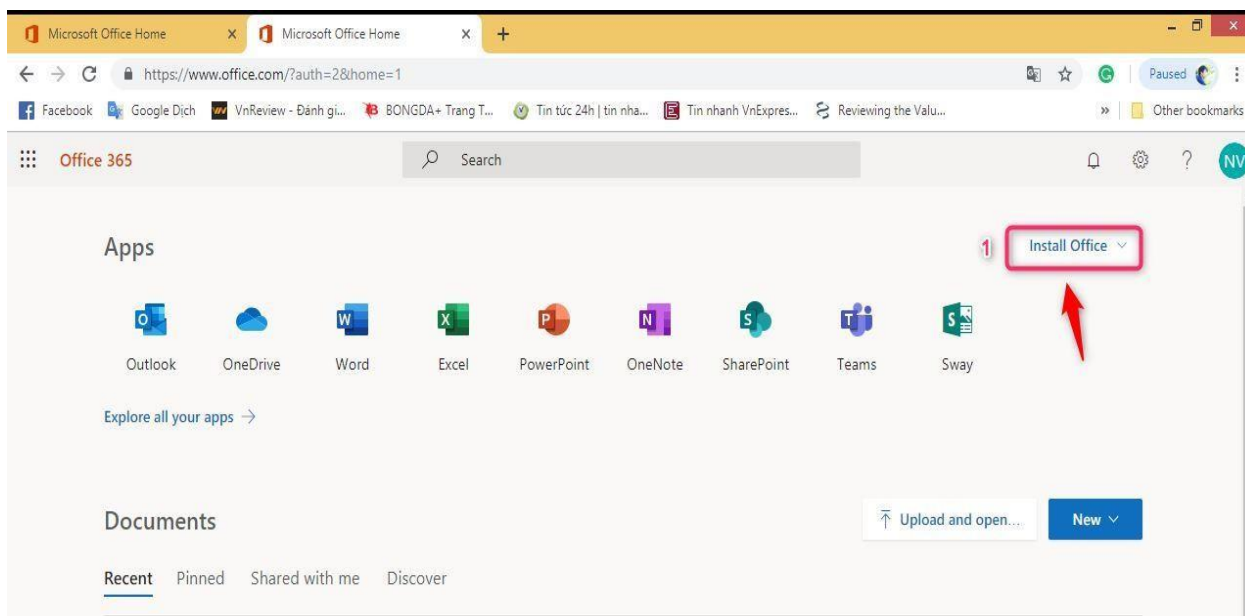 Microsoft Office Home Microsoft Office Home
https://www.office.com/?auth=2&home=1 Paused
Facebook Google Dịch VnReview - Đánh gi... BONGDA+ Trang T... Tin tức 24h | tin nha... Tin nhanh VnExpres... Reviewing the Valu... » Other bookmarks
Office 365 Search ? NV
Apps 1 Install Office
Outlook OneDrive Word Excel PowerPoint OneNote SharePoint Teams Sway
Explore all your apps →
Documents Upload and open... New
Recent Pinned Shared with me Discover